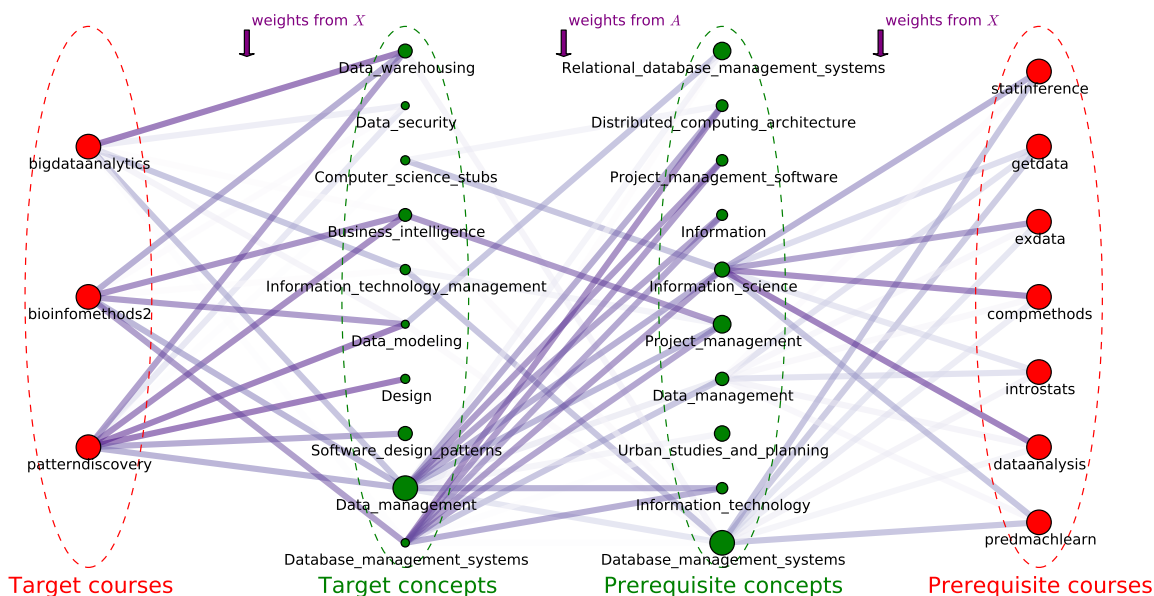 weights from X
weights from A
weights from X
bigdataanalytics
bioinfomethods2
patterndiscovery
Target courses
Data_warehousing
Data_security
Computer_science_stubs
Business_intelligence
Information_technology_management
Data_modeling
Design
Software_design_patterns
Data_management
Database_management_systems
Target concepts
Relational_database_management_systems
Distributed_computing_architecture
Project_management_software
Information
Information_science
Project_management
Data_management
Urban_studies_and_planning
Information_technology
Database_management_systems
Prerequisite concepts
statinference
getdata
exdata
compmethods
introstats
dataanalysis
predmachlearn
Prerequisite courses